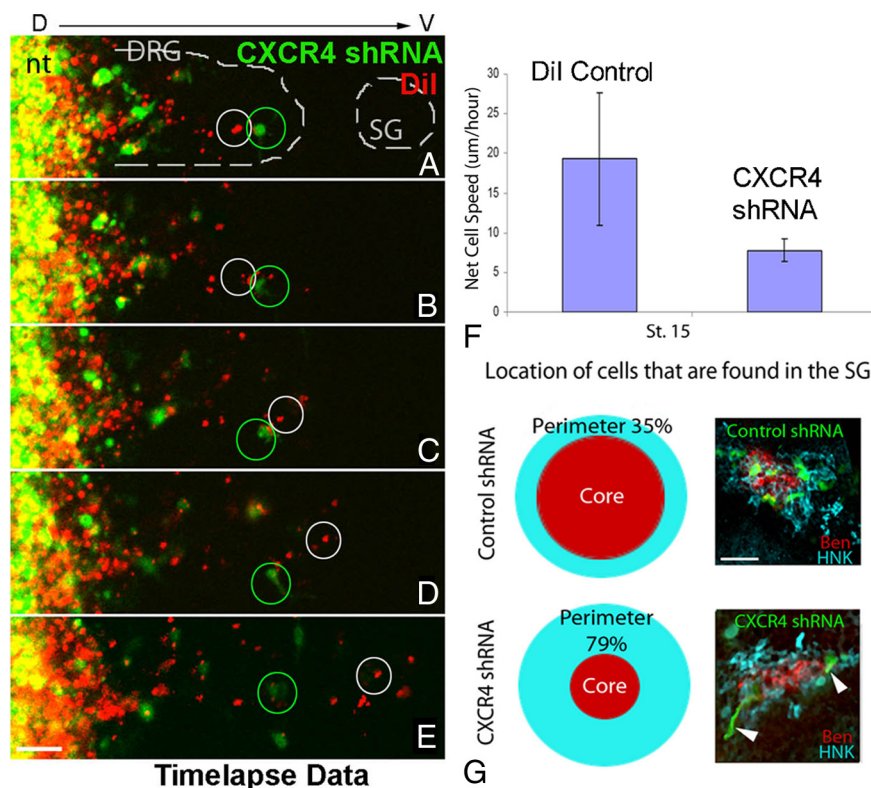 D V
nt
DRG
CXCR4 shRNA
DiI
SG
A
B
C
D
E
Timelapse Data
Net Cell Speed (um/hour)
30
25
20
15
10
5
0
DiI Control
CXCR4
shRNA
St. 15
F
Location of cells that are found in the SG
Control shRNA
Perimeter 35%
Core
Control shRNA
Ben
HNK
CXCR4 shRNA
Perimeter
79%
Core
CXCR4 shRNA
Ben
HNK
G